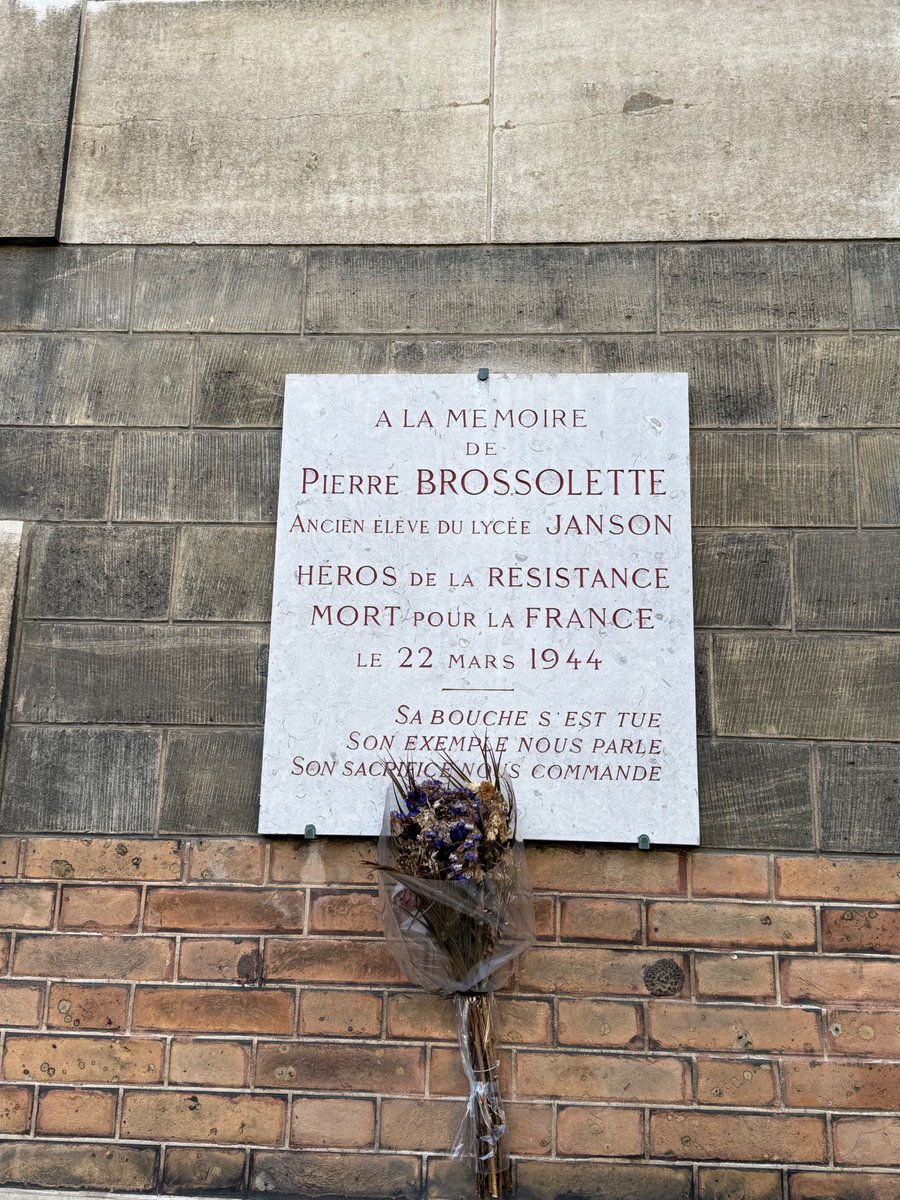 A LA MEMOIRE
DE
PIERRE BROSSOLETTE
ANCIEN ÉLÈVE DU LYCÉE JANSON
HÉROS DE LA RÉSISTANCE
MORT POUR LA FRANCE
LE 22 MARS 1944
SA BOUCHE S'EST TUE
SON EXEMPLE NOUS PARLE
SON SACRIFICE NOUS COMMANDE